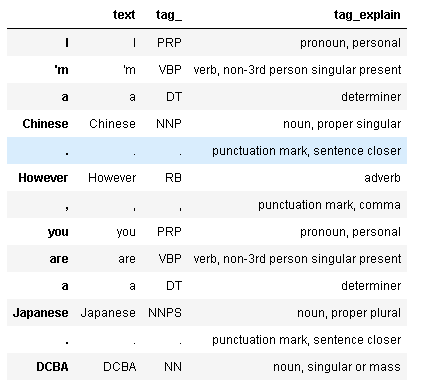 text tag_ tag_explain
I I PRP pronoun, personal
'm 'm VBP verb, non-3rd person singular present
a a DT determiner
Chinese Chinese NNP noun, proper singular
. . . punctuation mark, sentence closer
However However RB adverb
, , , punctuation mark, comma
you you PRP pronoun, personal
are are VBP verb, non-3rd person singular present
a a DT determiner
Japanese Japanese NNPS noun, proper plural
. . . punctuation mark, sentence closer
DCBA DCBA NN noun, singular or mass